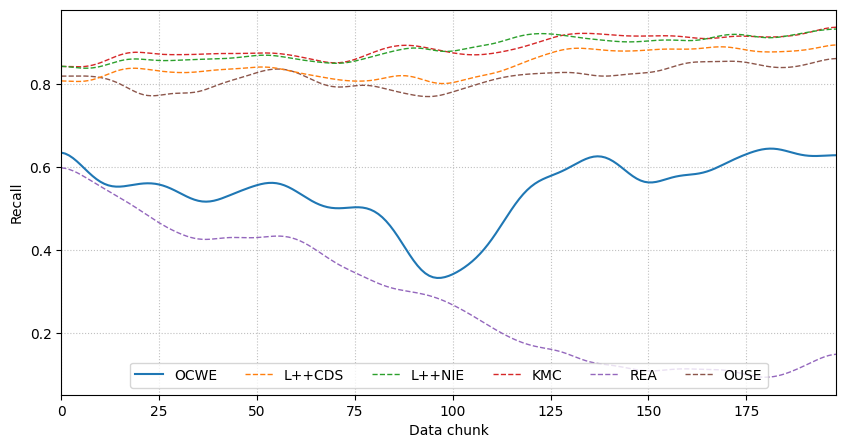 Recall
0.8
0.6
0.4
0.2
OCWE L++CDS L++NIE KMC REA OUSE
0 25 50 75 100 125 150 175
Data chunk